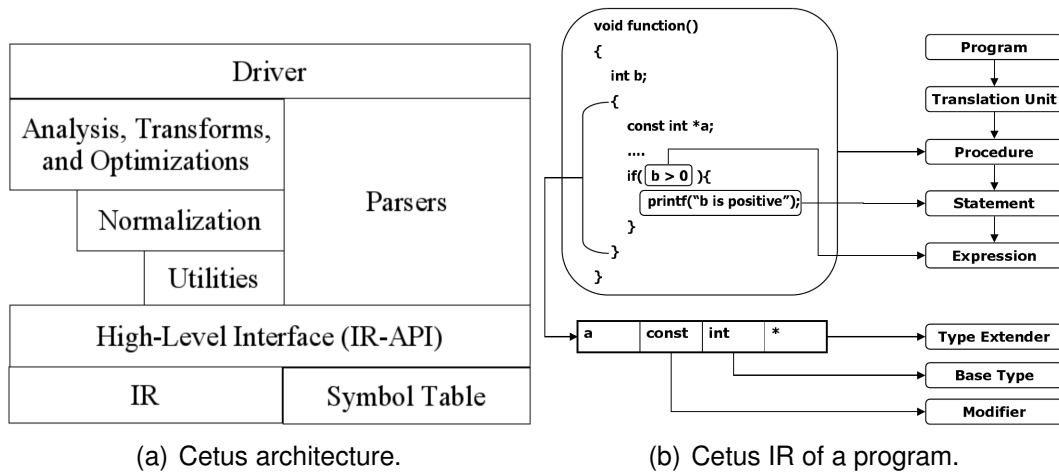 Driver
Analysis, Transforms,
and Optimizations
Parsers
Normalization
Utilities
High-Level Interface (IR-API)
IR
Symbol Table
(a) Cetus architecture.
void function()
{
int b;
{
const int *a;
....
if( b > 0 ){
printf(“b is positive”);
}
}
}
Program
Translation Unit
Procedure
Statement
Expression
a const int *
Type Extender
Base Type
Modifier
(b) Cetus IR of a program.